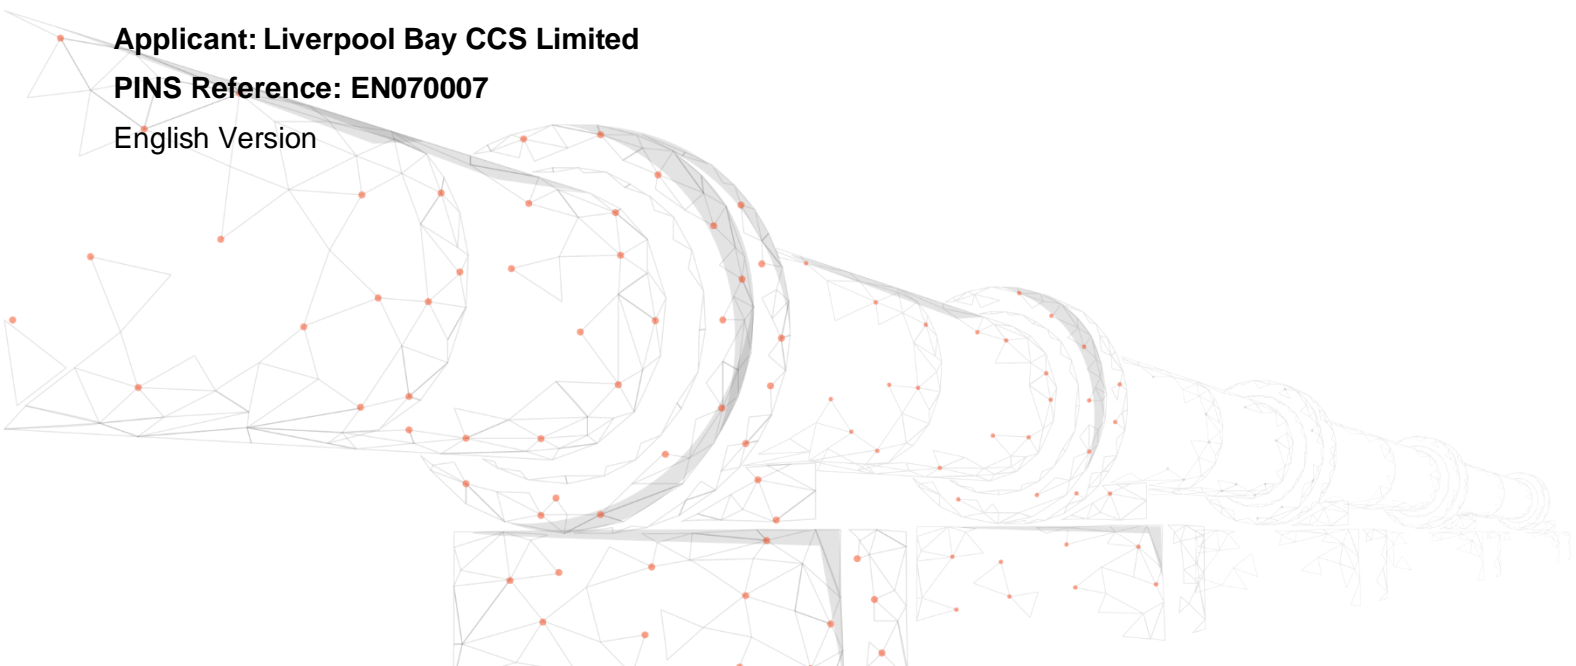 Applicant: Liverpool Bay CCS Limited
PINS Reference: EN070007
English Version